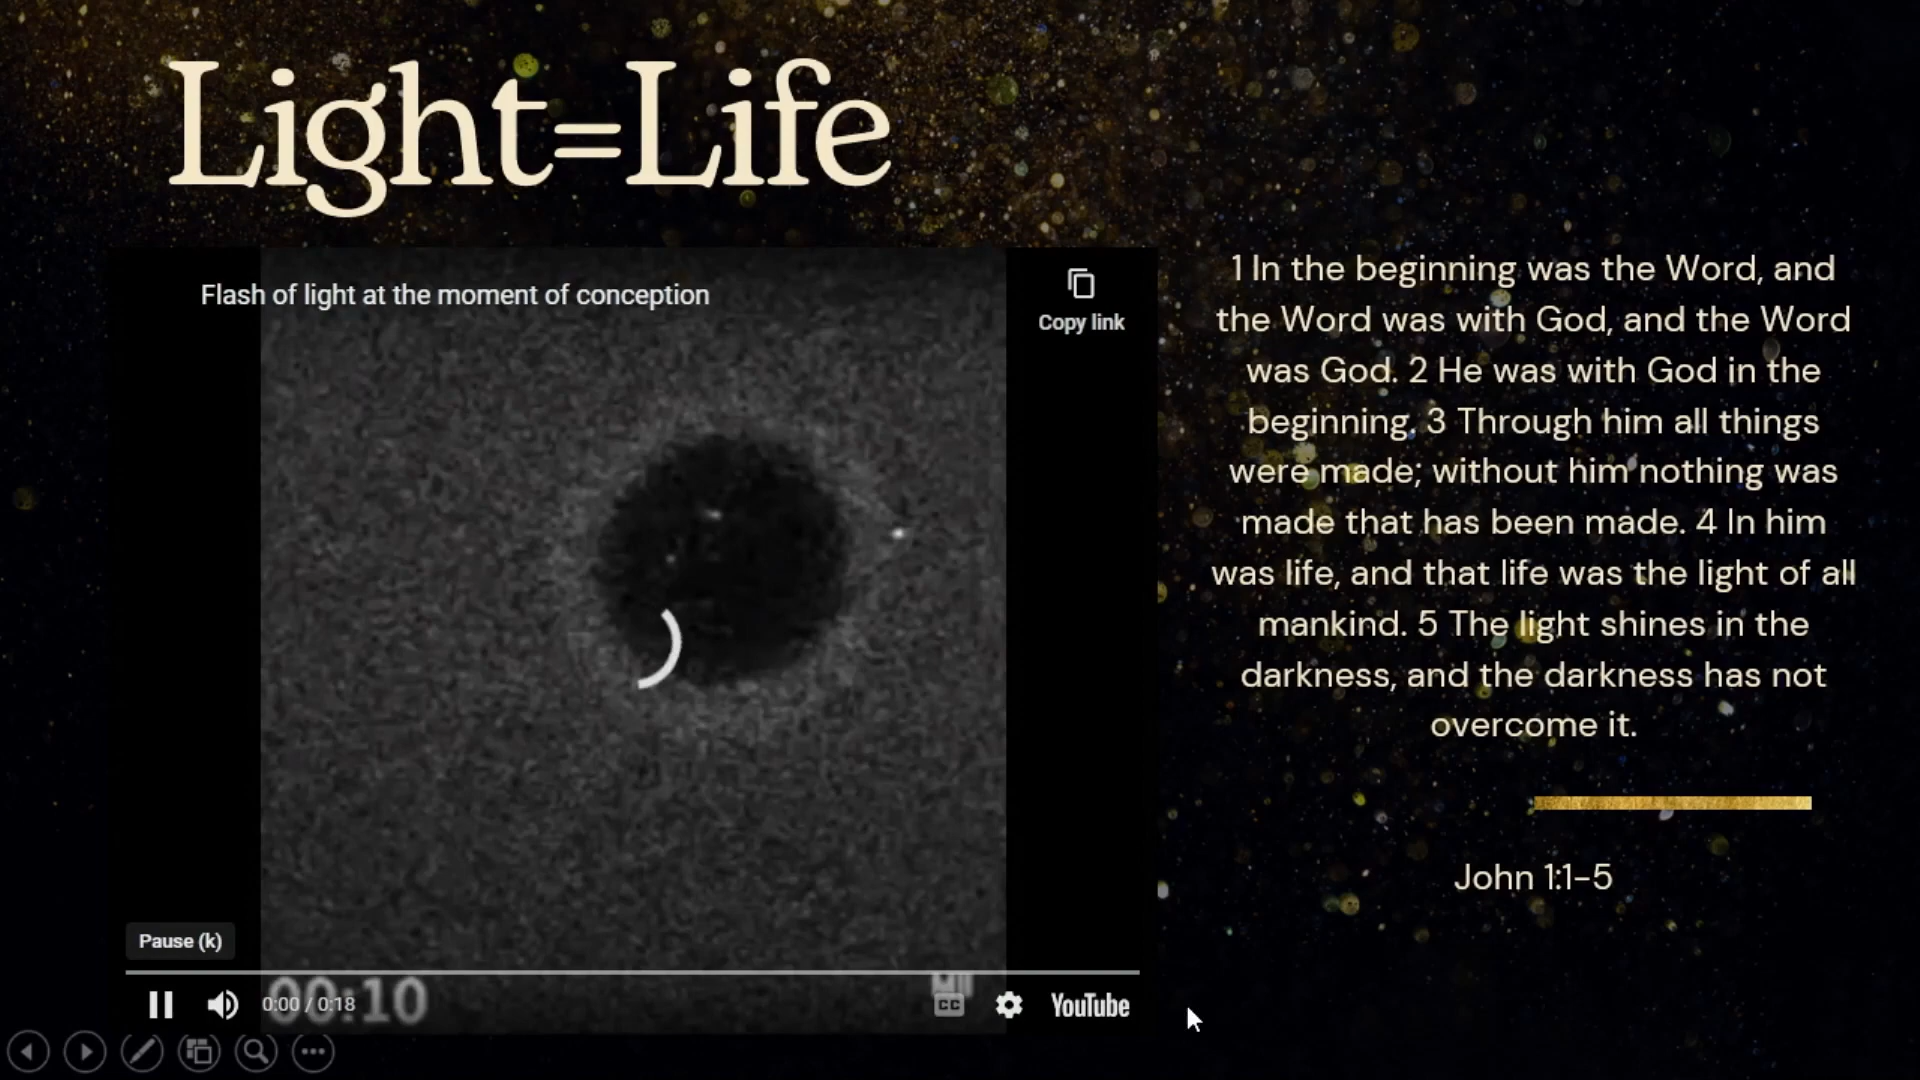 Light=Life
Flash of light at the moment of conception
Copy link
1 In the beginning was the Word, and
the Word was with God, and the Word
was God. 2 He was with God in the
beginning. 3 Through him all things
were made; without him nothing was
made that has been made. 4 In him
was life, and that life was the light of all
mankind. 5 The light shines in the
darkness, and the darkness has not
overcome it.
John 1:1-5
Pause (k)
0:00 / 0:18
00:10
CC
YouTube